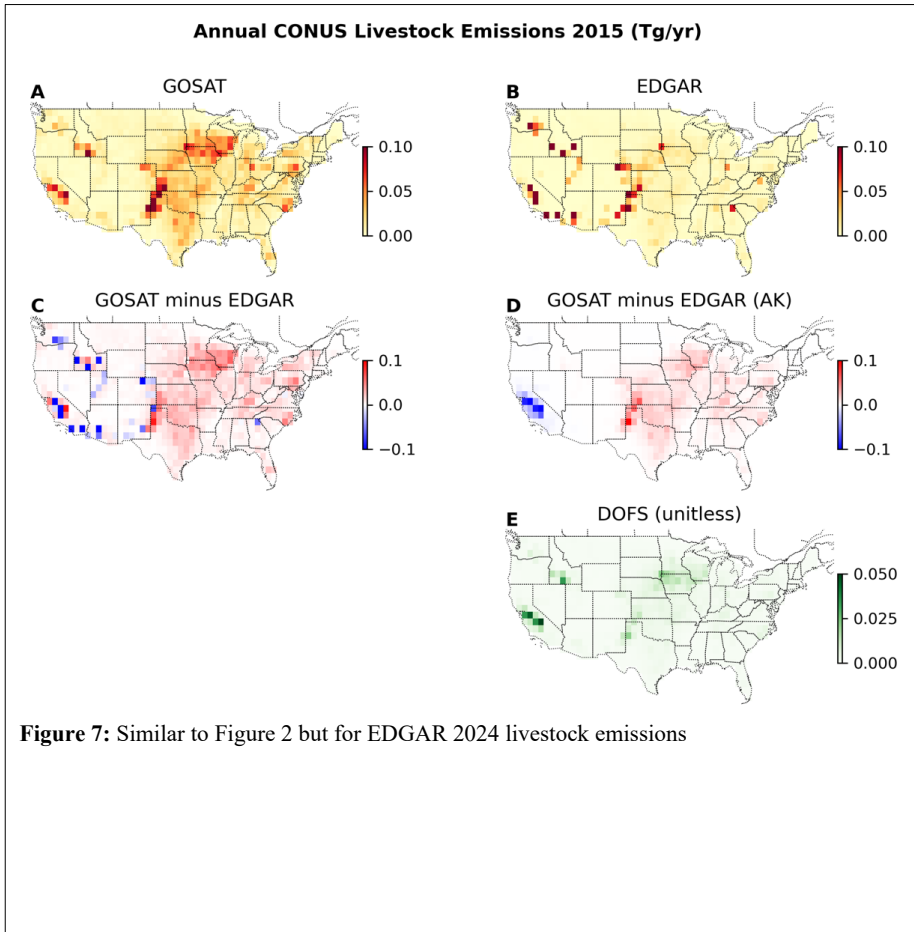 Annual CONUS Livestock Emissions 2015 (Tg/yr)
A
GOSAT
0.10
0.05
0.00
B
EDGAR
0.10
0.05
0.00
C
GOSAT minus EDGAR
0.1
0.0
−0.1
D
GOSAT minus EDGAR (AK)
0.1
0.0
−0.1
E
DOFS (unitless)
0.050
0.025
0.000
Figure 7: Similar to Figure 2 but for EDGAR 2024 livestock emissions